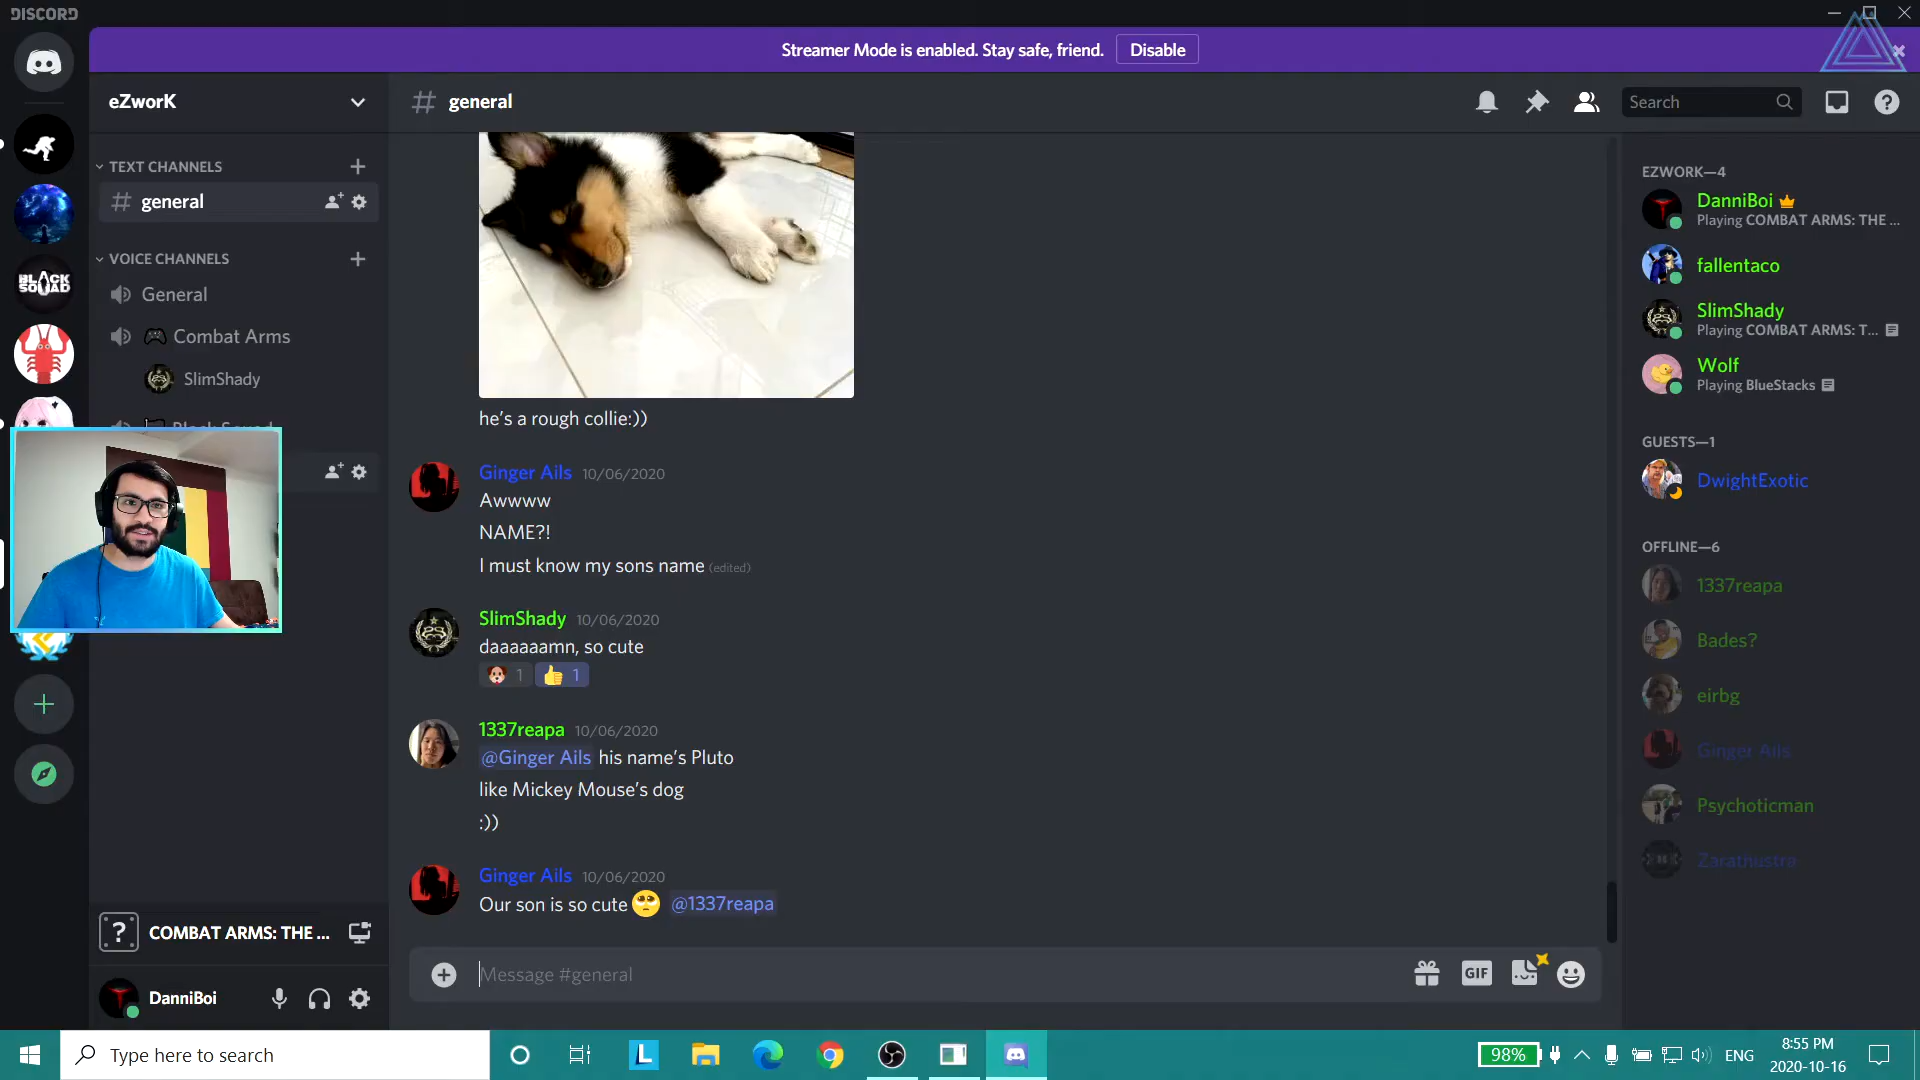 DISCORD
Streamer Mode is enabled. Stay safe, friend.
Disable
eZworK
general
Search
TEXT CHANNELS
general
VOICE CHANNELS
General
Combat Arms
SlimShady
BLACK SQUAD
he's a rough collie:))
Ginger Ails 10/06/2020
Awwww
NAME?!
I must know my sons name (edited)
SlimShady 10/06/2020
daaaaaamn, so cute
1
1
1337reapa 10/06/2020
@Ginger Ails his name's Pluto
like Mickey Mouse's dog
:))
Ginger Ails 10/06/2020
Our son is so cute @1337reapa
Message #general
GIF
EZWORK—4
DanniBoi
Playing COMBAT ARMS: THE ...
fallentaco
SlimShady
Playing COMBAT ARMS: T...
Wolf
Playing BlueStacks
GUESTS—1
DwightExotic
OFFLINE—6
1337reapa
Bades?
eirbg
Ginger Ails
Psychoticman
Zarathustra
COMBAT ARMS: THE ...
DanniBoi
Type here to search
L
98%
ENG
8:55 PM
2020-10-16